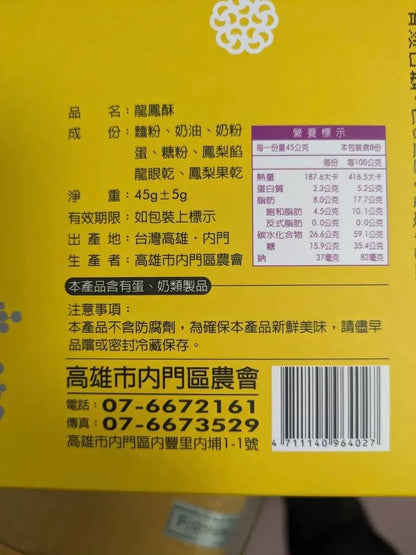 品名：龍鳳酥
成份：麵粉、奶油、奶粉
蛋、糖粉、鳳梨餡
龍眼乾、鳳梨果乾
淨重：45g±5g
有效期限：如包裝上標示
出產地：台灣高雄・內門
生產者：高雄市內門區農會
營養標示
每一份量45公克 本包裝含8份
每份 每100公克
熱量 187.6大卡 416.5大卡
蛋白質 2.3公克 5.2公克
脂肪 8.0公克 17.7公克
飽和脂肪 4.5公克 10.1公克
反式脂肪 0.0公克 0.0公克
碳水化合物 26.6公克 59.1公克
糖 15.9公克 35.4公克
鈉 37毫克 82毫克
本產品含有蛋、奶類製品
注意事項：
本產品不含防腐劑，為確保本產品新鮮美味，請儘早
品嚐或密封冷藏保存。
高雄市內門區農會
電話：07-6672161
傳真：07-6673529
高雄市內門區內豐里內埔1-1號
4 711140 964027